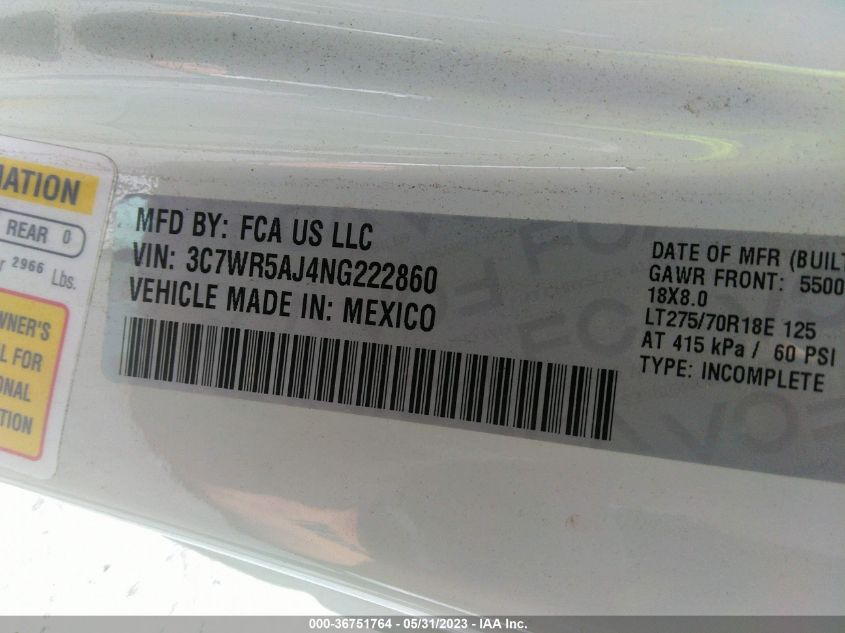 MATION
REAR 0
2966 Lbs.
WNER'S
L FOR
ONAL
TION
MFD BY: FCA US LLC
VIN: 3C7WR5AJ4NG222860
VEHICLE MADE IN: MEXICO
DATE OF MFR (BUILT
GAWR FRONT: 5500
18X8.0
LT275/70R18E 125
AT 415 kPa / 60 PSI
TYPE: INCOMPLETE
000-36751764 - 05/31/2023 - IAA Inc.